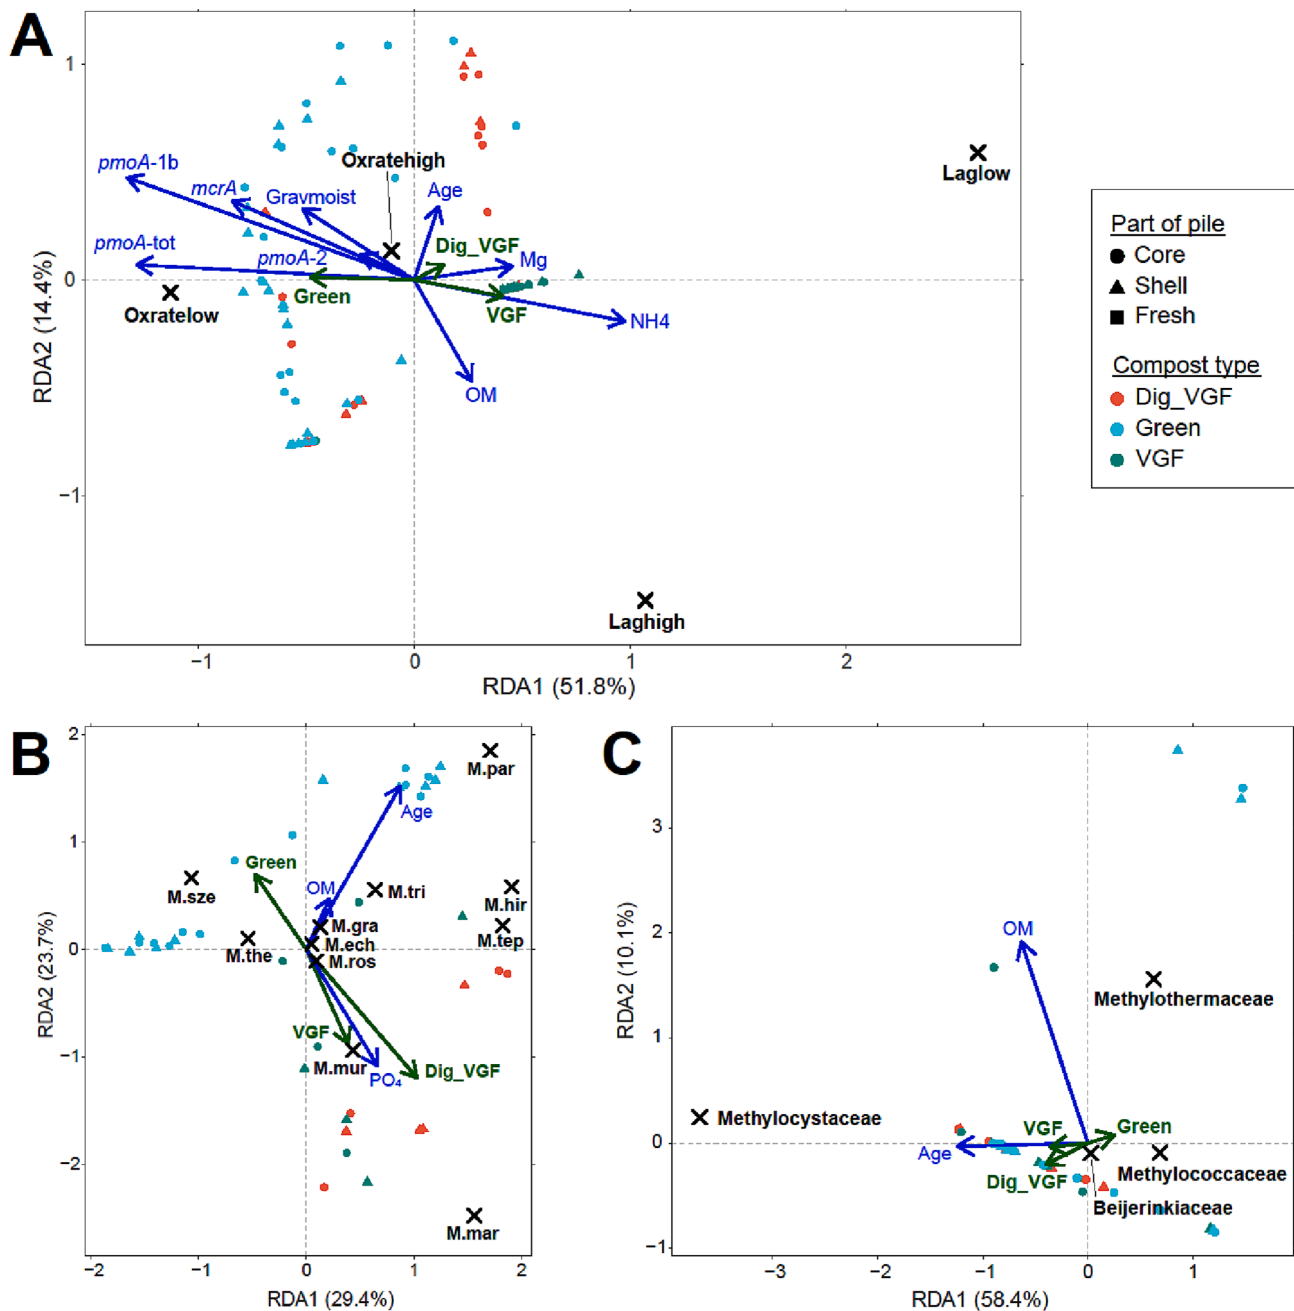 A
1
0
−1
RDA2 (14.4%)
−1
0
1
2
RDA1 (51.8%)
pmoA-1b
mcrA
Gravmoist
Oxratehigh
Age
Laglow
pmoA-tot
pmoA-2
Dig_VGF
Mg
Green
Oxratelow
VGF
NH4
OM
Laghigh
Part of pile
Core
Shell
Fresh
Compost type
Dig_VGF
Green
VGF
B
2
1
0
−1
−2
RDA2 (23.7%)
−2
−1
0
1
2
RDA1 (29.4%)
M.par
Age
Green
M.sze
OM
M.tri
M.hir
M.gra
M.tep
M.the
M.ech
M.ros
VGF
M.mur
PO₄
Dig_VGF
M.mar
C
3
2
1
0
−1
RDA2 (10.1%)
−3
−2
−1
0
1
RDA1 (58.4%)
OM
Methylothermaceae
Methylocystaceae
VGF
Green
Age
Dig_VGF
Methylococcaceae
Beijerinkiaceae